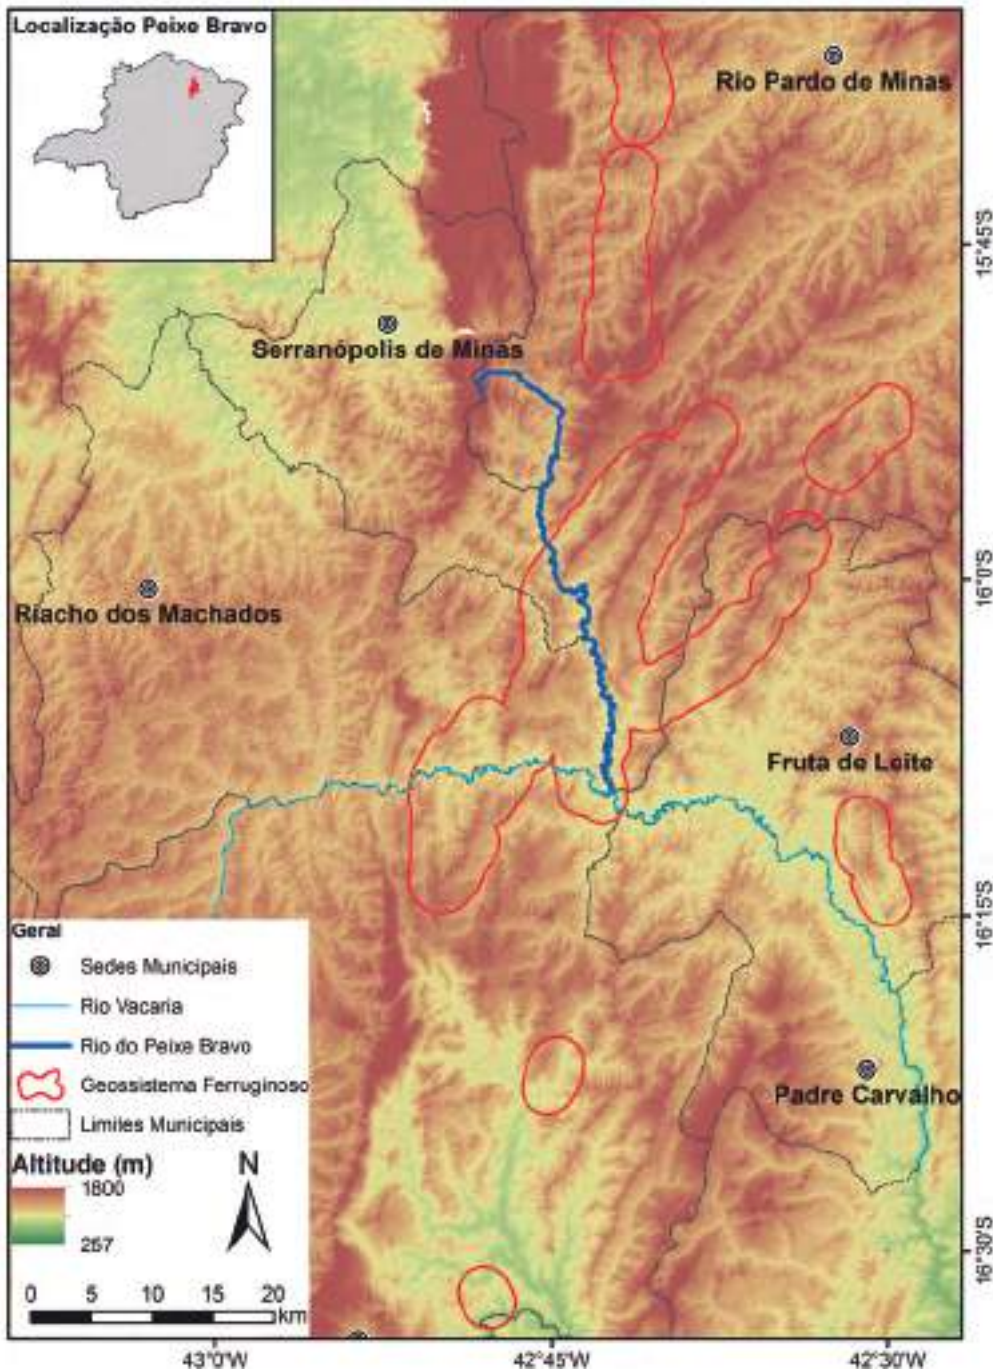 Localização Peixe Bravo
Rio Pardo de Minas
15°45'S
Serranópolis de Minas
16°0'S
Riacho dos Machados
Fruta de Leite
16°15'S
Geral
Sedes Municipais
Rio Vacaria
Rio do Peixe Bravo
Geossistema Ferruginoso
Limites Municipais
Padre Carvalho
Altitude (m)
1800
257
N
16°30'S
0 5 10 15 20
km
43°0'W 42°45'W 42°30'W